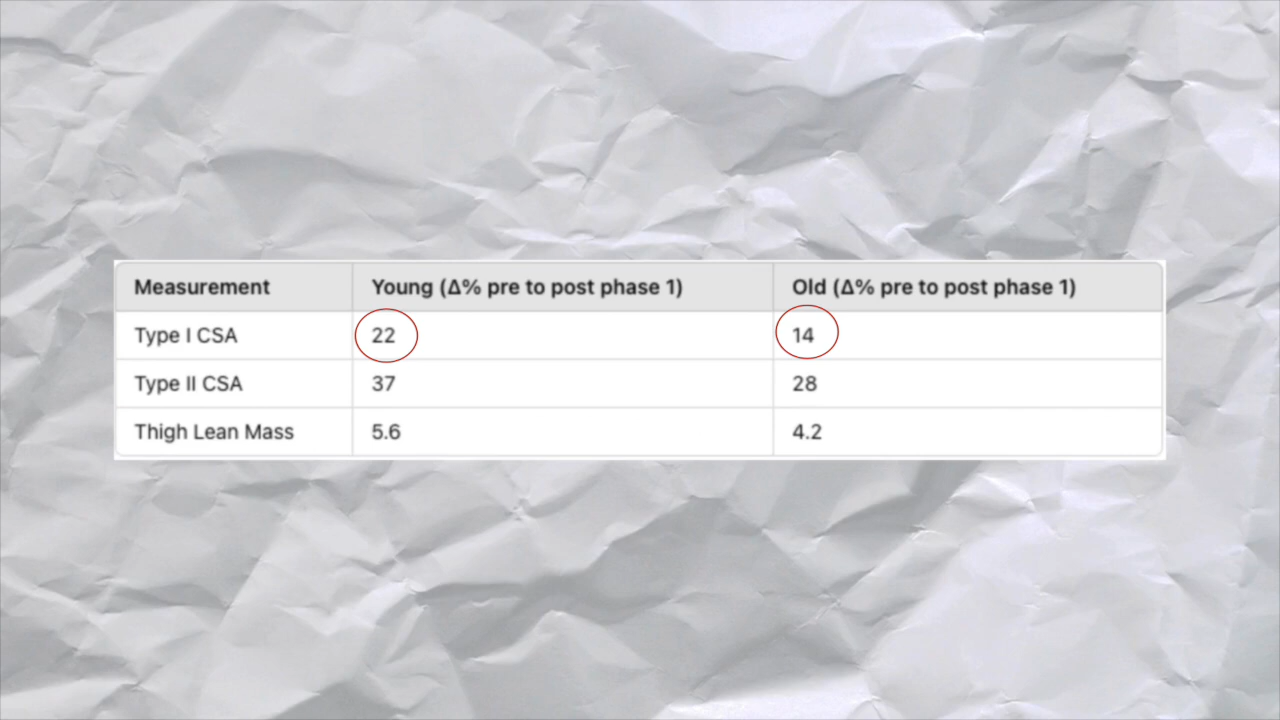 Measurement Young (Δ% pre to post phase 1) Old (Δ% pre to post phase 1)
Type I CSA 22 14
Type II CSA 37 28
Thigh Lean Mass 5.6 4.2